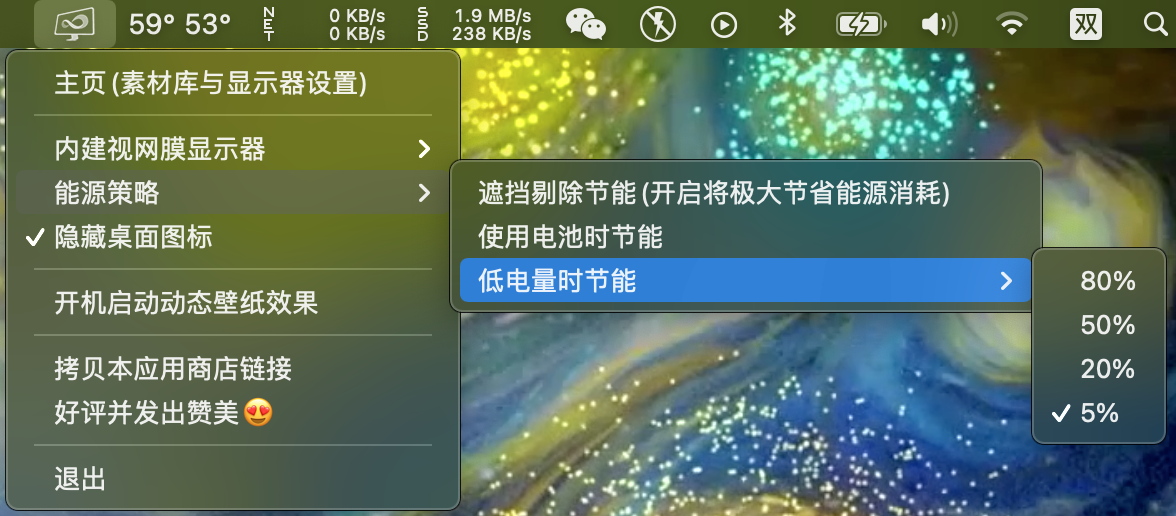 59° 53°
NET
0 KB/s
0 KB/s
SSD
1.9 MB/s
238 KB/s
双
主页(素材库与显示器设置)
内建视网膜显示器
能源策略
隐藏桌面图标
开机启动动态壁纸效果
拷贝本应用商店链接
好评并发出赞美😍
退出
遮挡剔除节能(开启将极大节省能源消耗)
使用电池时节能
低电量时节能
80%
50%
20%
5%